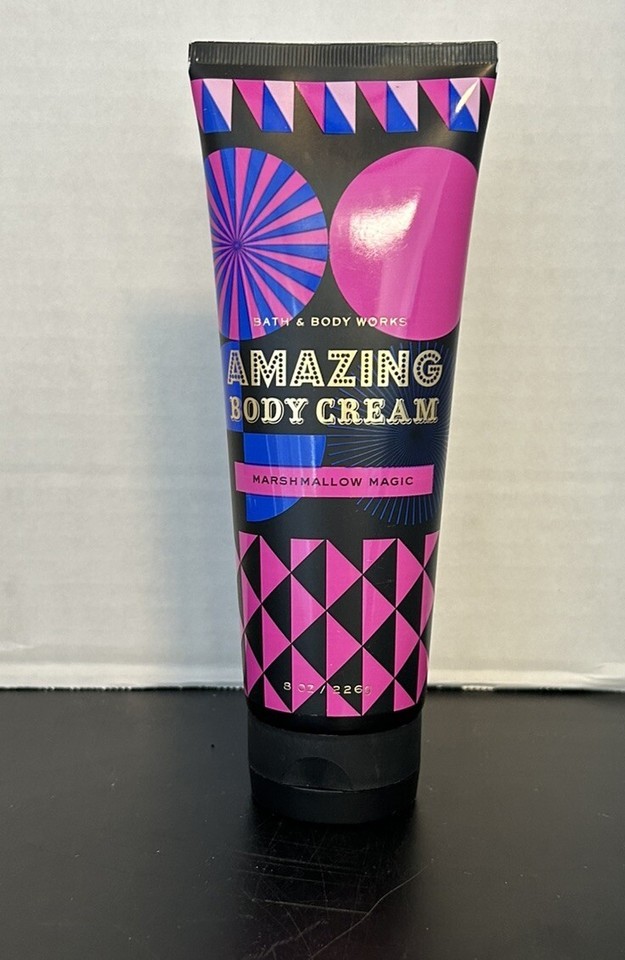 BATH & BODY WORKS
AMAZING
BODY CREAM
MARSHMALLOW MAGIC
8 OZ / 226g